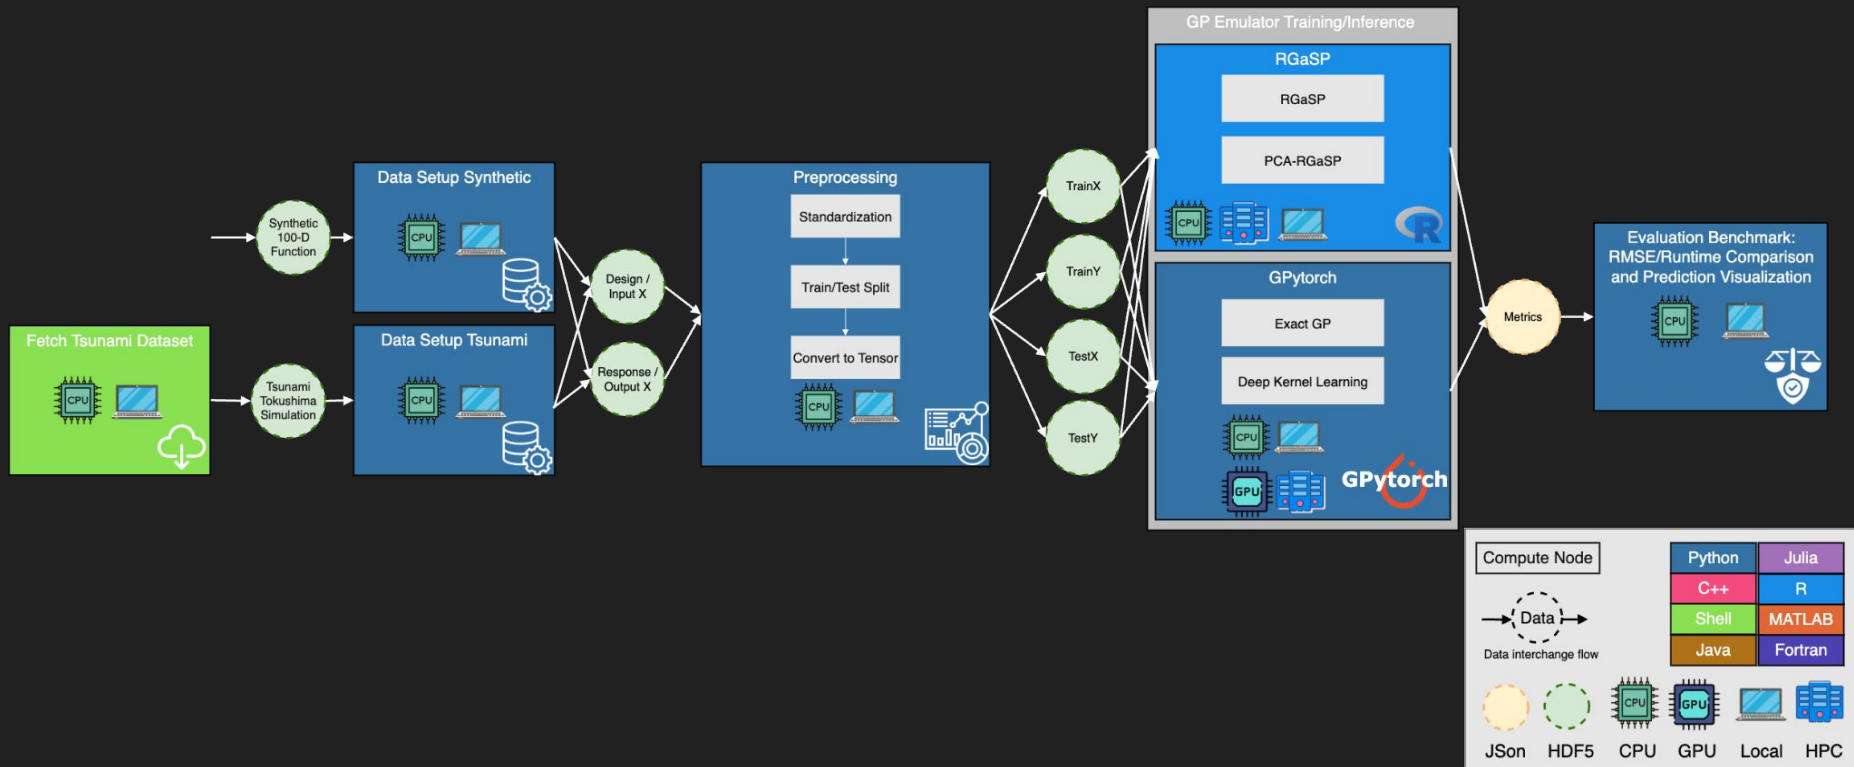 Fetch Tsunami Dataset
CPU
Synthetic
100-D
Function
Tsunami
Tokushima
Simulation
Data Setup Synthetic
CPU
Data Setup Tsunami
CPU
Design /
Input X
Response /
Output X
Preprocessing
Standardization
Train/Test Split
Convert to Tensor
CPU
TrainX
TrainY
TestX
TestY
GP Emulator Training/Inference
RGaSP
RGaSP
PCA-RGaSP
CPU
R
GPytorch
Exact GP
Deep Kernel Learning
CPU
GPU
GPytorch
Metrics
Evaluation Benchmark:
RMSE/Runtime Comparison
and Prediction Visualization
CPU
Compute Node
Data
Data interchange flow
Python
Julia
C++
R
Shell
MATLAB
Java
Fortran
CPU
GPU
JSon
HDF5
CPU
GPU
Local
HPC